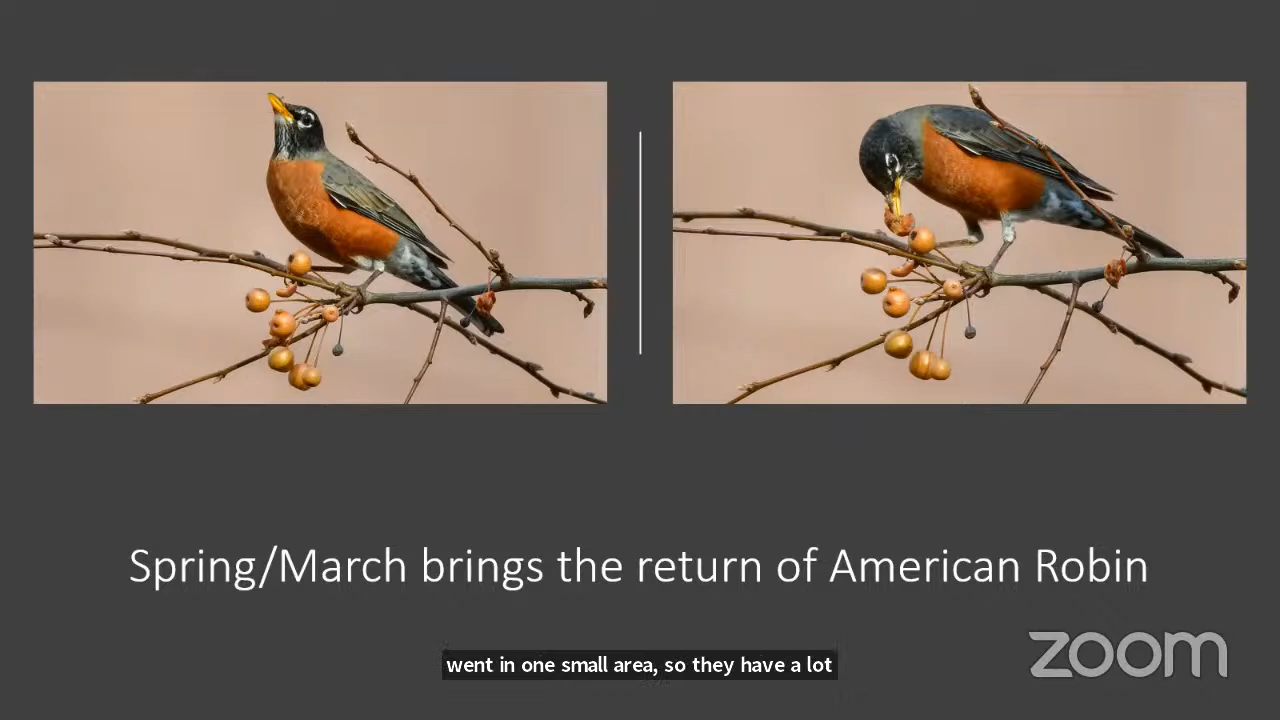 Spring/March brings the return of American Robin
went in one small area, so they have a lot
zoom